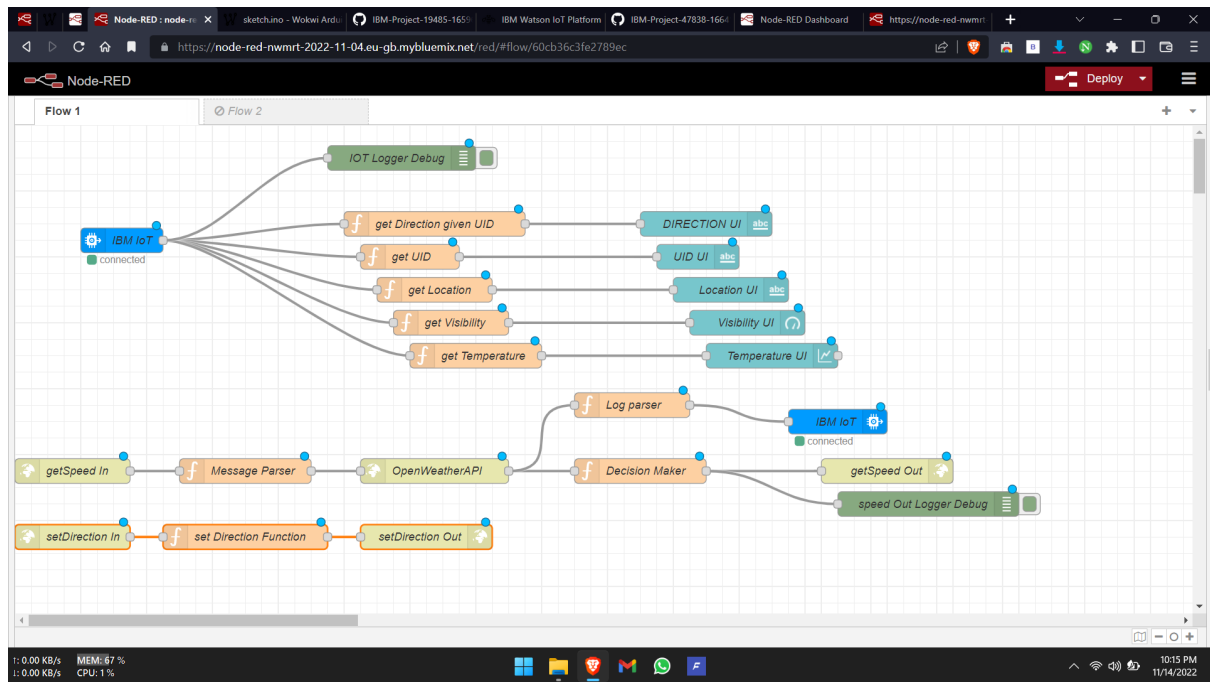 Node-RED : node-re
sketch.ino - Wokwi Ardu
IBM-Project-19485-1659
IBM Watson IoT Platform
IBM-Project-47838-1664
Node-RED Dashboard
https://node-red-nwmrt
https://node-red-nwmrt-2022-11-04.eu-gb.mybluemix.net/red/#flow/60cb36c3fe2789ec
Node-RED
Deploy
Flow 1
Flow 2
IOT Logger Debug
get Direction given UID
DIRECTION UI
abc
IBM IoT
connected
get UID
UID UI
abc
get Location
Location UI
abc
get Visibility
Visibility UI
get Temperature
Temperature UI
Log parser
IBM IoT
connected
getSpeed In
Message Parser
OpenWeatherAPI
Decision Maker
getSpeed Out
speed Out Logger Debug
setDirection In
set Direction Function
setDirection Out
↑: 0.00 KB/s
MEM: 67 %
↓: 0.00 KB/s
CPU: 1 %
10:15 PM
11/14/2022